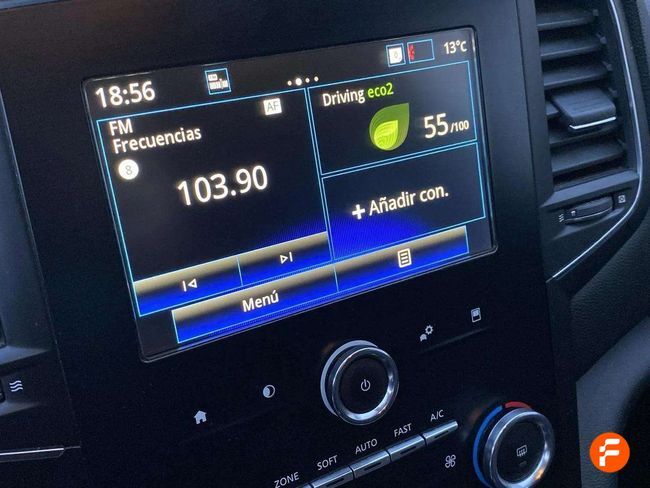 18:56
13°C
FM
AF
Frecuencias
8
103.90
Driving eco2
55/100
+ Añadir con.
Menú
ZONE
SOFT
AUTO
FAST
A/C